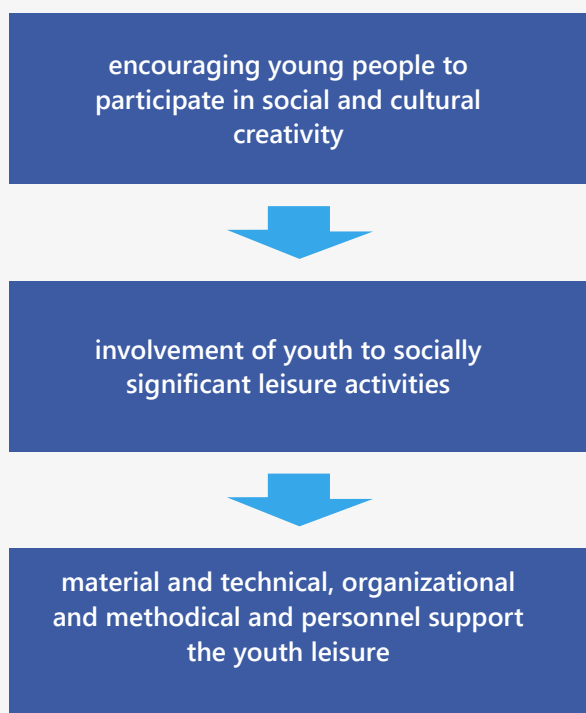 encouraging young people to
participate in social and cultural
creativity
involvement of youth to socially
significant leisure activities
material and technical, organizational
and methodical and personnel support
the youth leisure